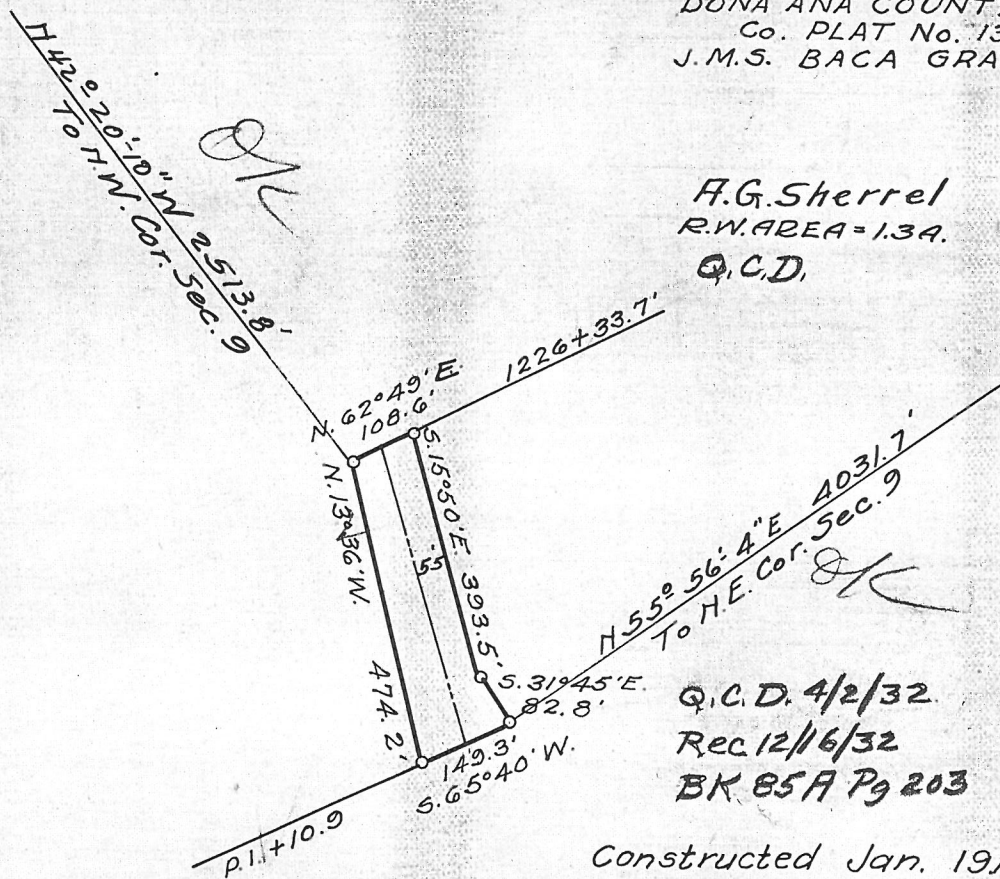 DONA ANA COUNT
Co. PLAT No. 13
J.M.S. BACA GRA
N 42° 20' 10" W 2513.8'
To N.W. Cor. Sec. 9
OK
A.G. Sherrel
R.W. AREA = 1.3A.
Q.C.D.
1226+33.7'
N. 62°49' E.
108.6'
N. 13°36' W.
474.2'
55'
S. 15°50' E. 393.5'
N 55° 56' 4" E 4031.7'
To N.E. Cor. Sec. 9
OK
S. 31°45' E.
82.8'
149.3'
S. 65°40' W.
P.I. +10.9
Q.C.D. 4/2/32
Rec 12/16/32
BK 85A Pg 203
Constructed Jan. 19